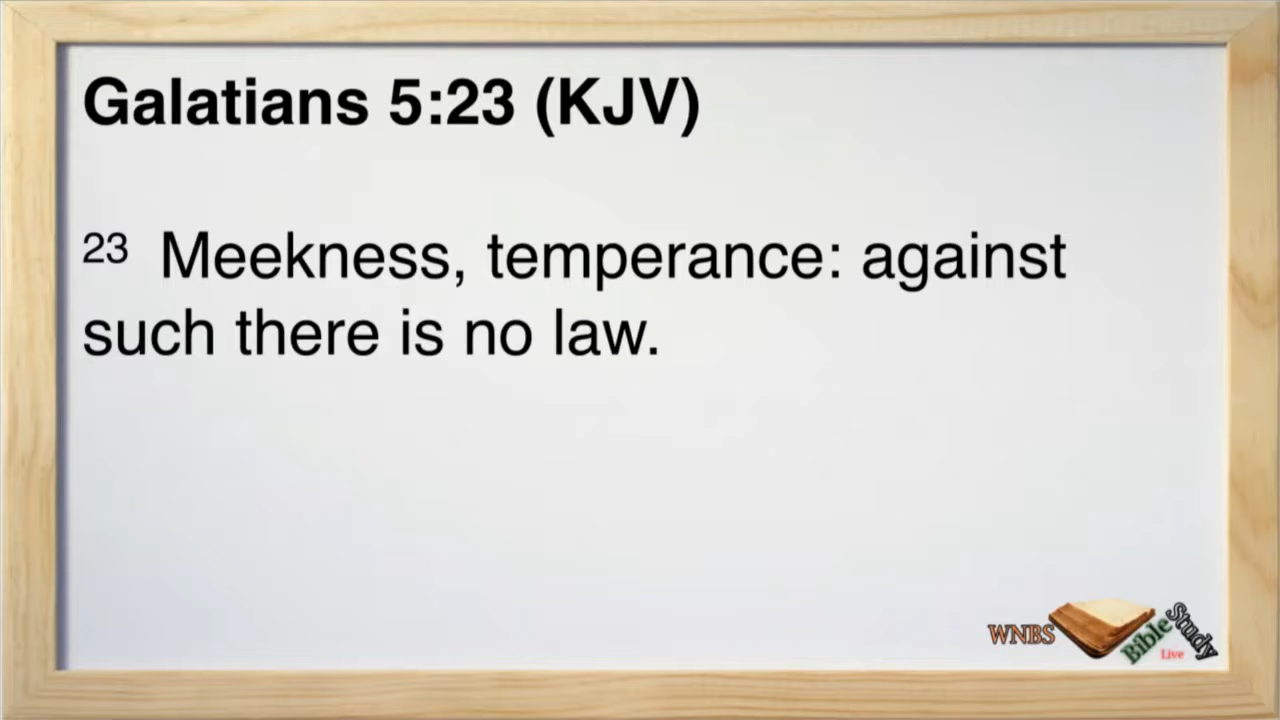 Galatians 5:23 (KJV)
23 Meekness, temperance: against
such there is no law.
WNBS Bible Study
Live